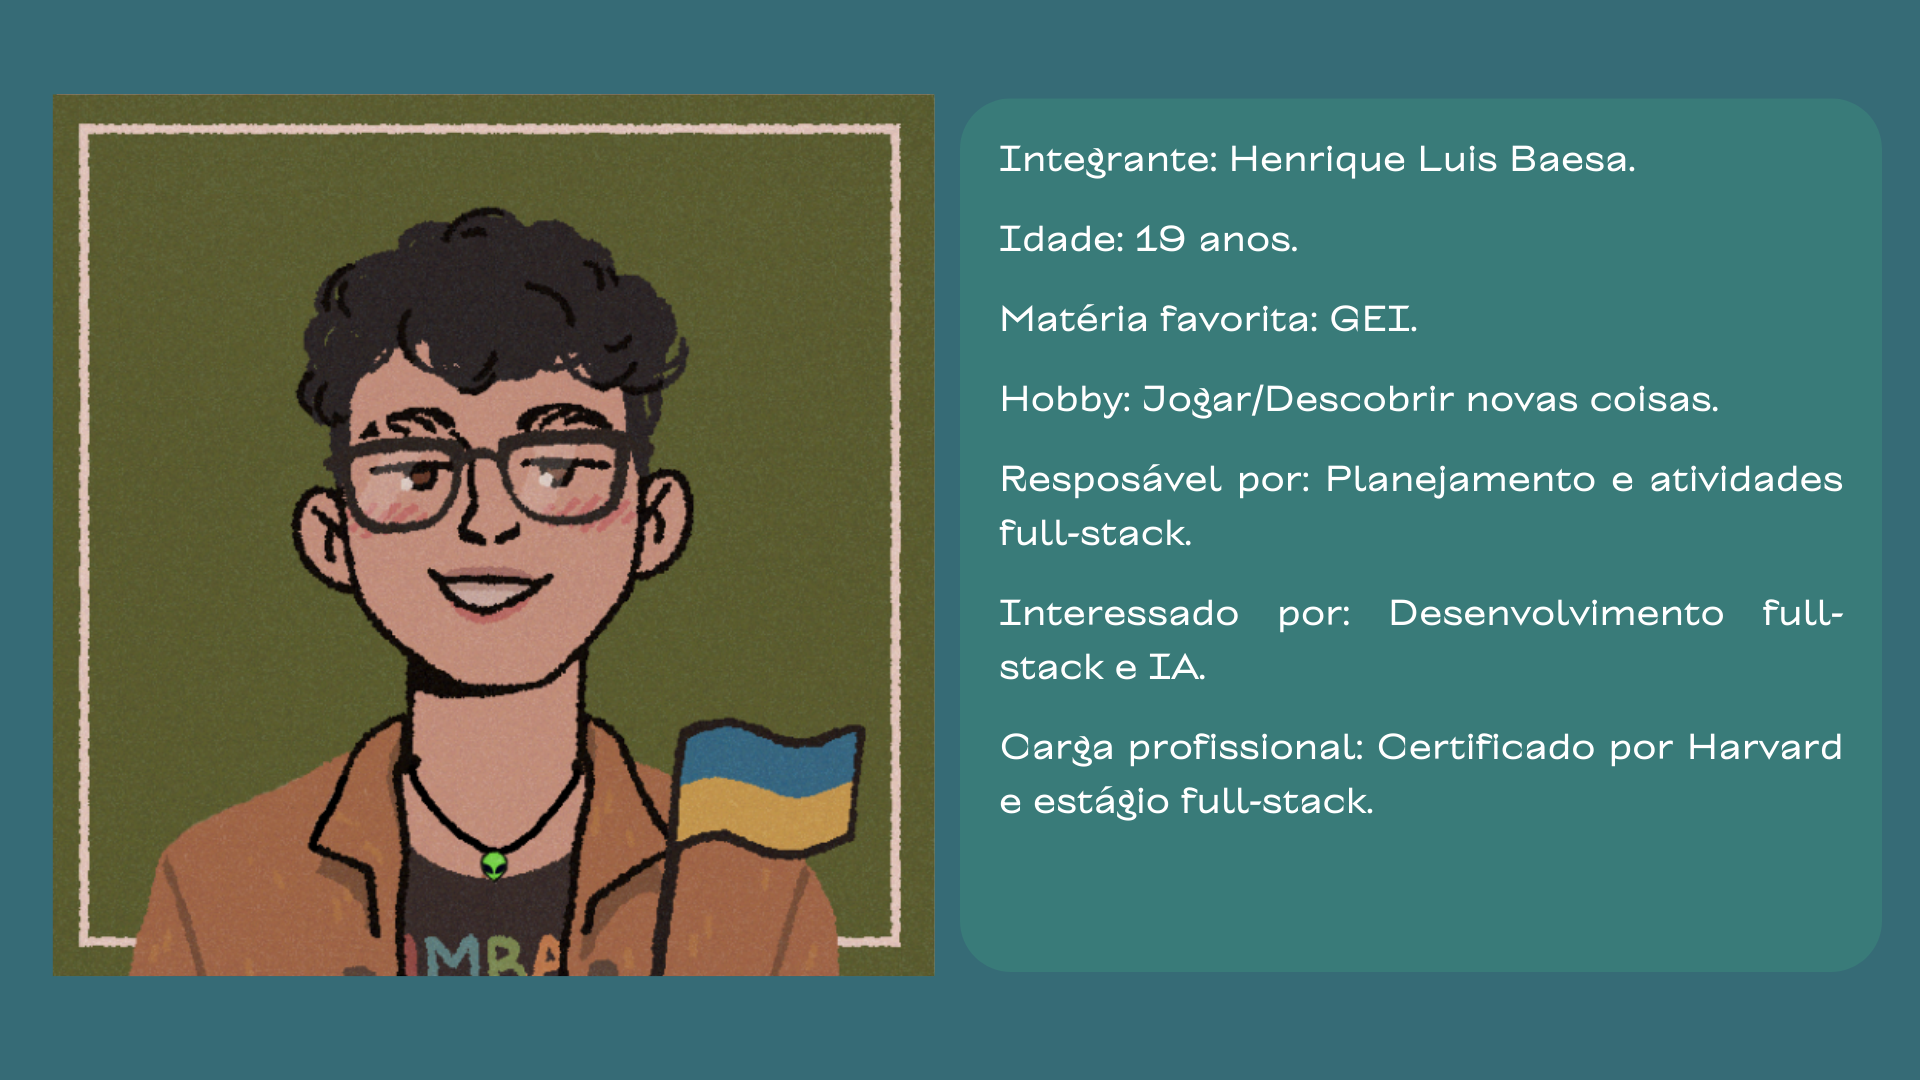 Integrante: Henrique Luis Baesa.
Idade: 19 anos.
Matéria favorita: GEI.
Hobby: Jogar/Descobrir novas coisas.
Resposável por: Planejamento e atividades
full-stack.
Interessado por: Desenvolvimento full-
stack e IA.
Carga profissional: Certificado por Harvard
e estágio full-stack.